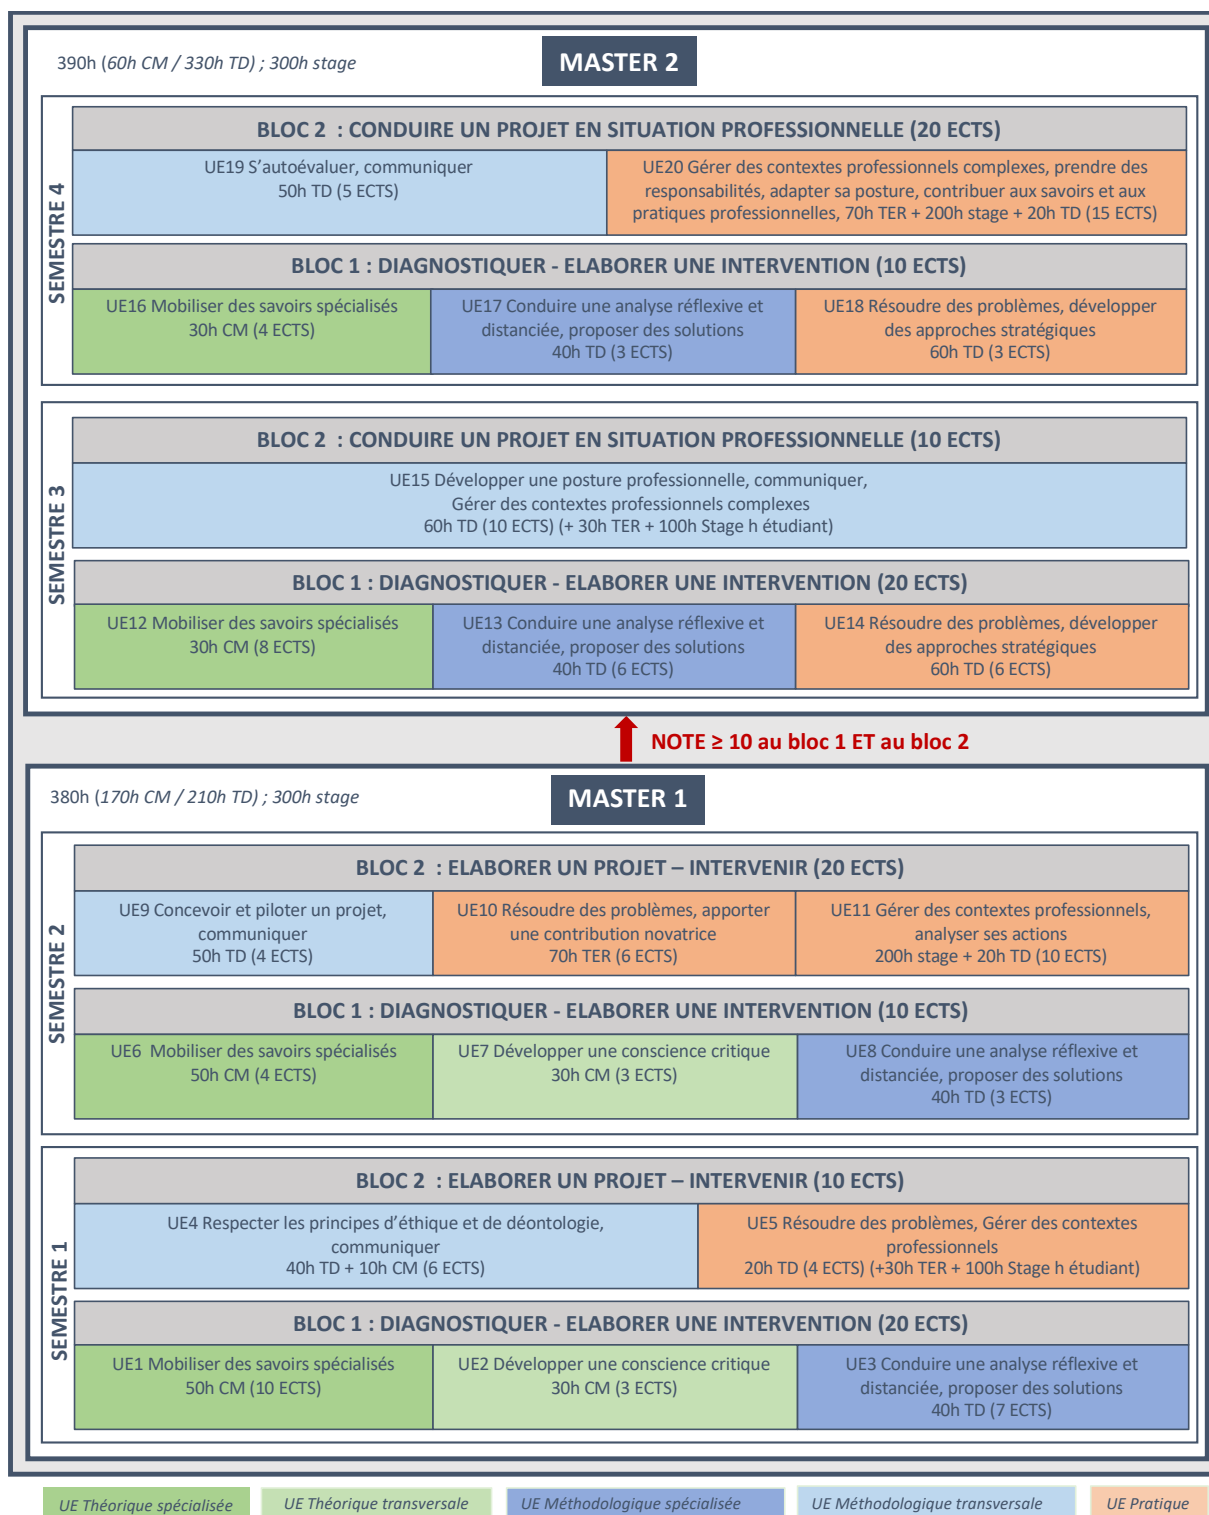 390h (60h CM / 330h TD) ; 300h stage
MASTER 2
SEMESTRE 4
BLOC 2 : CONDUIRE UN PROJET EN SITUATION PROFESSIONNELLE (20 ECTS)
UE19 S’autoévaluer, communiquer
50h TD (5 ECTS)
UE20 Gérer des contextes professionnels complexes, prendre des
responsabilités, adapter sa posture, contribuer aux savoirs et aux
pratiques professionnelles, 70h TER + 200h stage + 20h TD (15 ECTS)
BLOC 1 : DIAGNOSTIQUER - ELABORER UNE INTERVENTION (10 ECTS)
UE16 Mobiliser des savoirs spécialisés
30h CM (4 ECTS)
UE17 Conduire une analyse réflexive et
distanciée, proposer des solutions
40h TD (3 ECTS)
UE18 Résoudre des problèmes, développer
des approches stratégiques
60h TD (3 ECTS)
SEMESTRE 3
BLOC 2 : CONDUIRE UN PROJET EN SITUATION PROFESSIONNELLE (10 ECTS)
UE15 Développer une posture professionnelle, communiquer,
Gérer des contextes professionnels complexes
60h TD (10 ECTS) (+ 30h TER + 100h Stage h étudiant)
BLOC 1 : DIAGNOSTIQUER - ELABORER UNE INTERVENTION (20 ECTS)
UE12 Mobiliser des savoirs spécialisés
30h CM (8 ECTS)
UE13 Conduire une analyse réflexive et
distanciée, proposer des solutions
40h TD (6 ECTS)
UE14 Résoudre des problèmes, développer
des approches stratégiques
60h TD (6 ECTS)
NOTE ≥ 10 au bloc 1 ET au bloc 2
380h (170h CM / 210h TD) ; 300h stage
MASTER 1
SEMESTRE 2
BLOC 2 : ELABORER UN PROJET – INTERVENIR (20 ECTS)
UE9 Concevoir et piloter un projet,
communiquer
50h TD (4 ECTS)
UE10 Résoudre des problèmes, apporter
une contribution novatrice
70h TER (6 ECTS)
UE11 Gérer des contextes professionnels,
analyser ses actions
200h stage + 20h TD (10 ECTS)
BLOC 1 : DIAGNOSTIQUER - ELABORER UNE INTERVENTION (10 ECTS)
UE6 Mobiliser des savoirs spécialisés
50h CM (4 ECTS)
UE7 Développer une conscience critique
30h CM (3 ECTS)
UE8 Conduire une analyse réflexive et
distanciée, proposer des solutions
40h TD (3 ECTS)
SEMESTRE 1
BLOC 2 : ELABORER UN PROJET – INTERVENIR (10 ECTS)
UE4 Respecter les principes d’éthique et de déontologie,
communiquer
40h TD + 10h CM (6 ECTS)
UE5 Résoudre des problèmes, Gérer des contextes
professionnels
20h TD (4 ECTS) (+30h TER + 100h Stage h étudiant)
BLOC 1 : DIAGNOSTIQUER - ELABORER UNE INTERVENTION (20 ECTS)
UE1 Mobiliser des savoirs spécialisés
50h CM (10 ECTS)
UE2 Développer une conscience critique
30h CM (3 ECTS)
UE3 Conduire une analyse réflexive et
distanciée, proposer des solutions
40h TD (7 ECTS)
UE Théorique spécialisée
UE Théorique transversale
UE Méthodologique spécialisée
UE Méthodologique transversale
UE Pratique